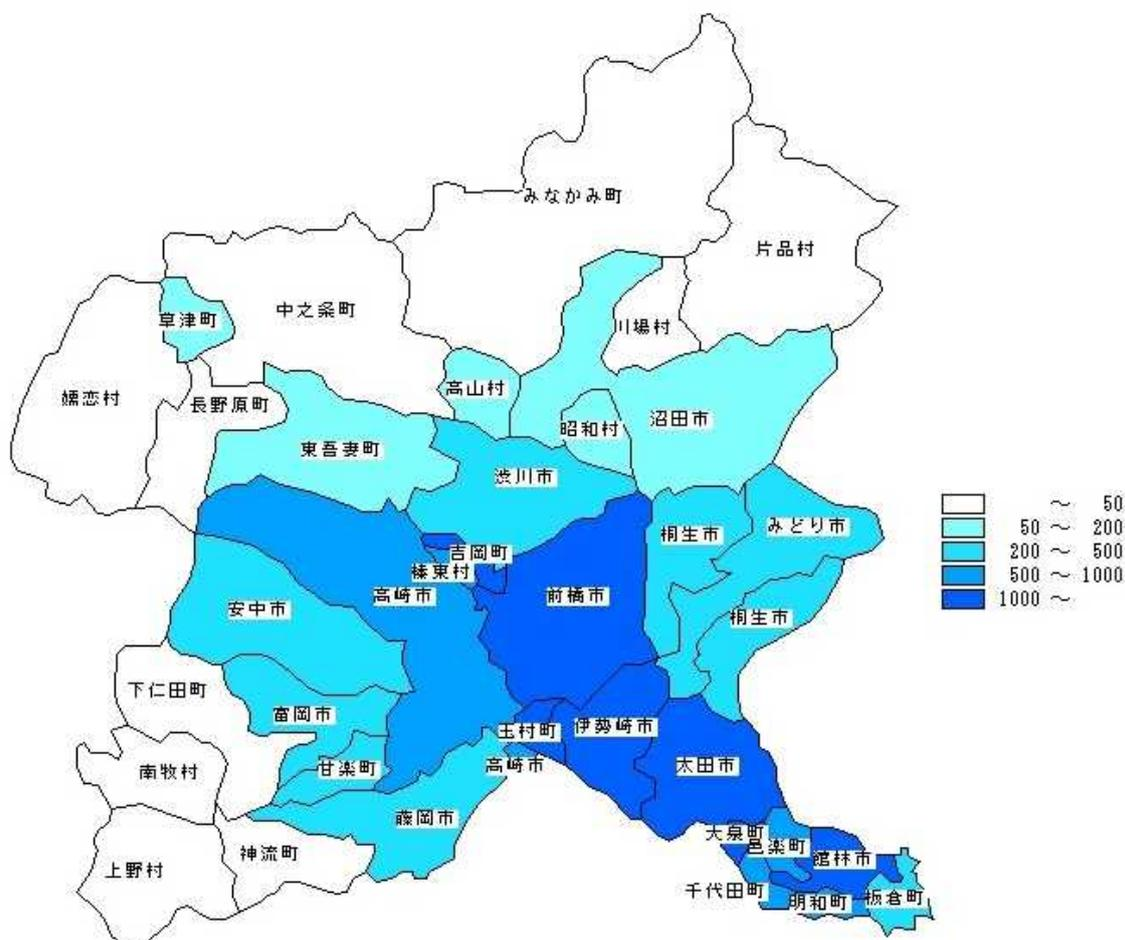 みなかみ町
片品村
草津町
中之条町
川場村
嬬恋村
長野原町
高山村
昭和村
沼田市
東吾妻町
渋川市
桐生市
みどり市
吉岡町
榛東村
高崎市
前橋市
安中市
桐生市
下仁田町
富岡市
玉村町
伊勢崎市
南牧村
甘楽町
高崎市
太田市
藤岡市
大泉町
邑楽町
館林市
上野村
神流町
千代田町
明和町
板倉町
～ 50
50 ～ 200
200 ～ 500
500 ～ 1000
1000 ～